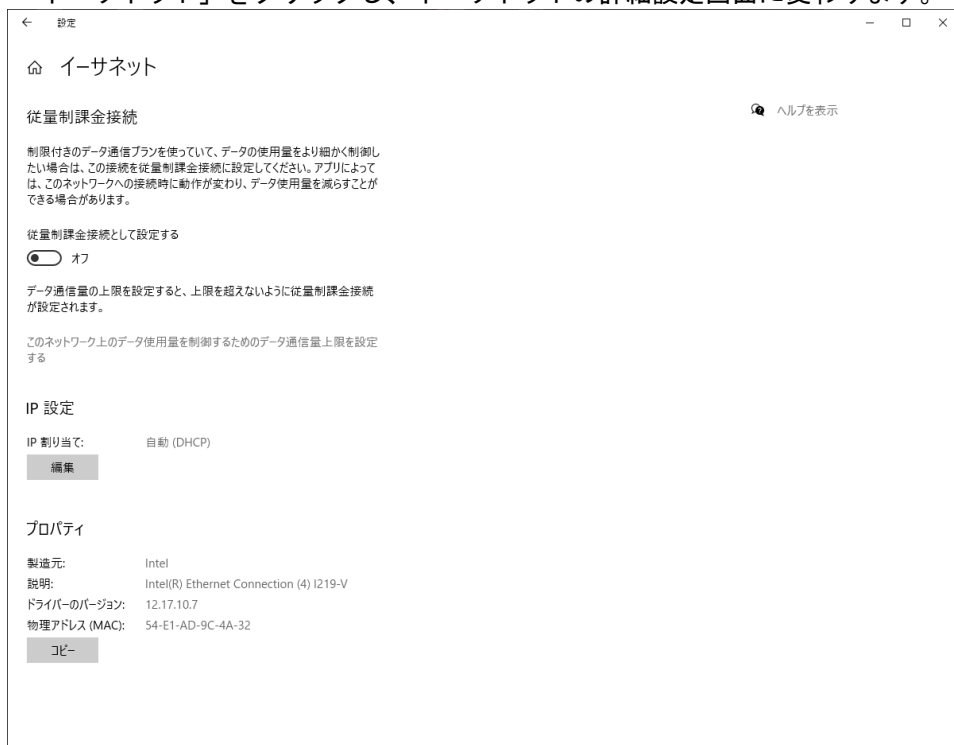 イーサネット」をクリックし、イーサネットの詳細設定画面に変わります。
設定
イーサネット
従量制課金接続
ヘルプを表示
制限付きのデータ通信プランを使っていて、データの使用量をより細かく制御し
たい場合は、この接続を従量制課金接続に設定してください。アプリによって
は、このネットワークへの接続時に動作が変わり、データ使用量を減らすことが
できる場合があります。
従量制課金接続として設定する
オフ
データ通信量の上限を設定すると、上限を超えないように従量制課金接続
が設定されます。
このネットワーク上のデータ使用量を制御するためのデータ通信量上限を設定
する
IP 設定
IP 割り当て: 自動 (DHCP)
編集
プロパティ
製造元: Intel
説明: Intel(R) Ethernet Connection (4) I219-V
ドライバーのバージョン: 12.17.10.7
物理アドレス (MAC): 54-E1-AD-9C-4A-32
コピー